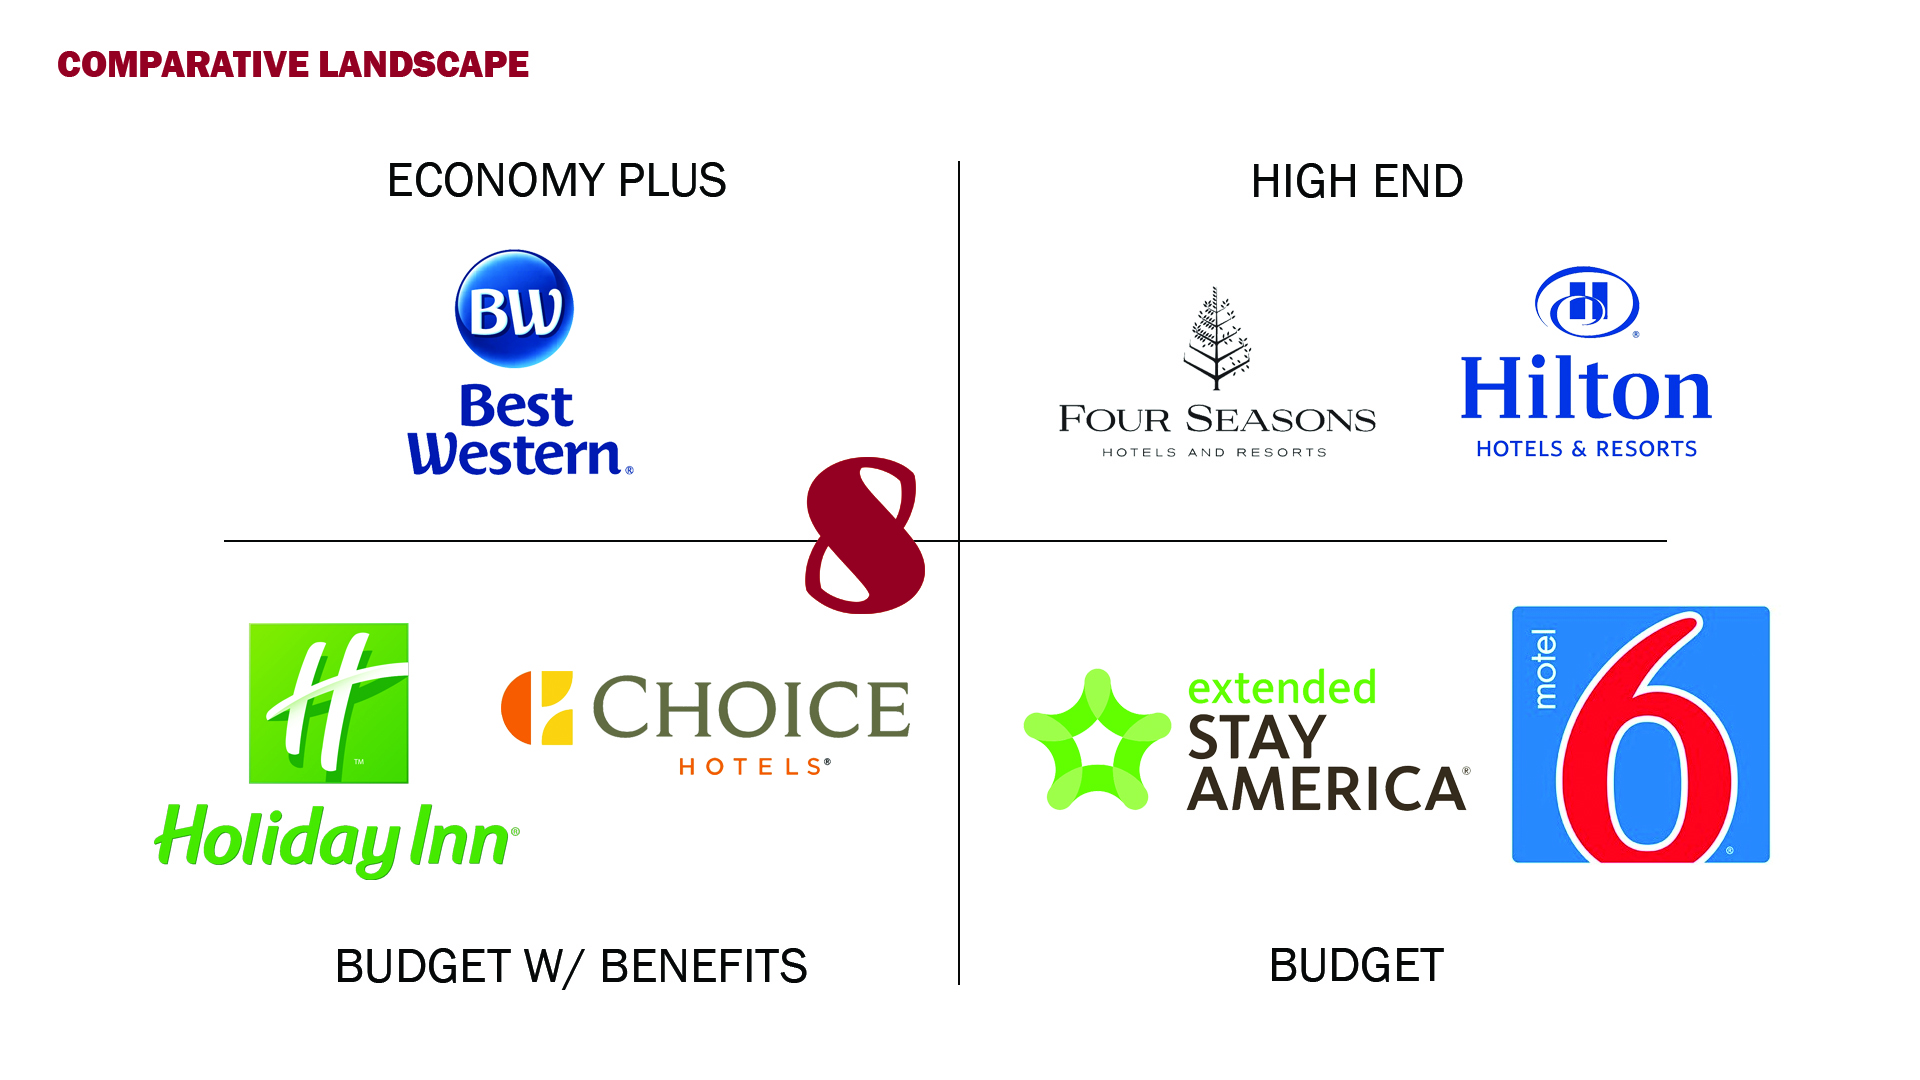 COMPARATIVE LANDSCAPE
ECONOMY PLUS
HIGH END
BW
Best
Western®
FOUR SEASONS
HOTELS AND RESORTS
H®
Hilton
HOTELS & RESORTS
8
H™
Holiday Inn®
CHOICE
HOTELS®
extended
STAY
AMERICA®
motel
6®
BUDGET W/ BENEFITS
BUDGET